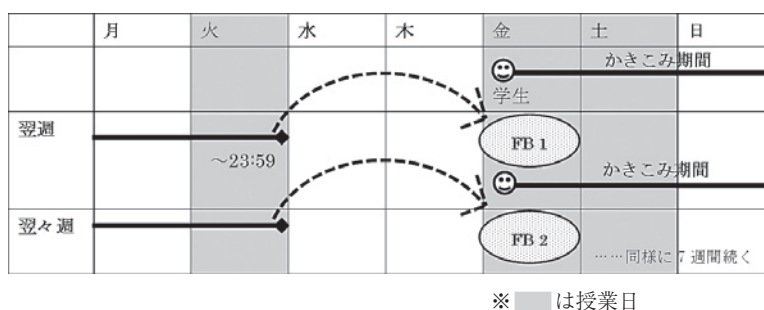 月 火 水 木 金 土 日
かきこみ期間
学生
翌週
FB 1
～23:59
かきこみ期間
翌々週
FB 2
……同様に7週間続く
※ は授業日